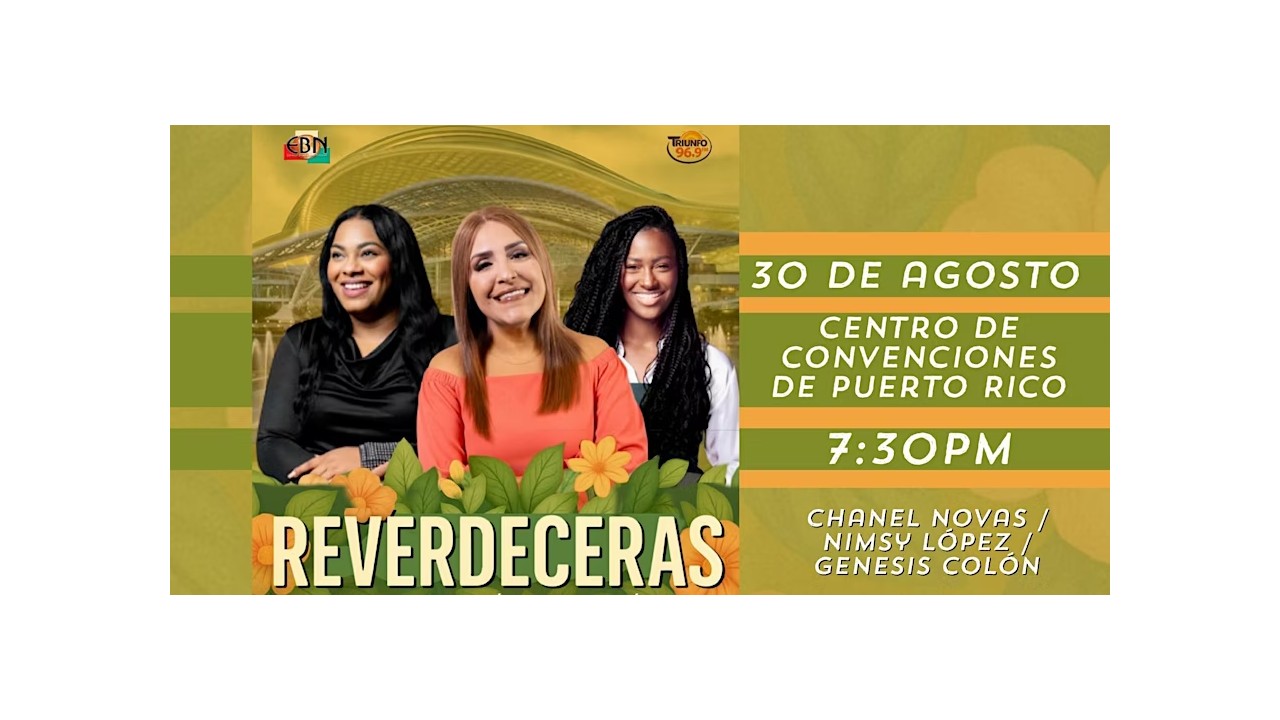 EBN
TRIUNFO
96.9 FM
REVERDECERAS
30 DE AGOSTO
CENTRO DE
CONVENCIONES
DE PUERTO RICO
7:30PM
CHANEL NOVAS /
NIMSY LÓPEZ /
GENESIS COLÓN